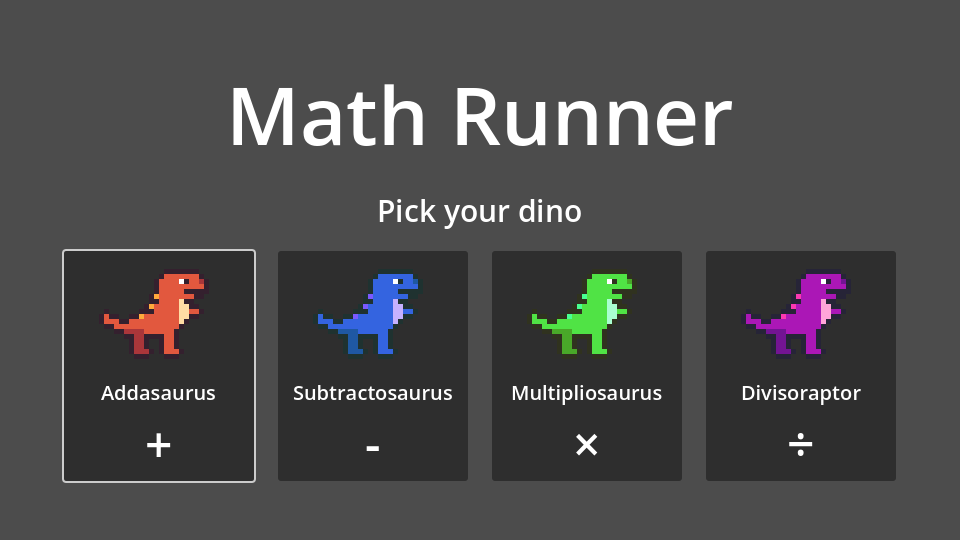 Math Runner
Pick your dino
Addasaurus Subtractosaurus Multipliosaurus Divisoraptor
+ - × ÷